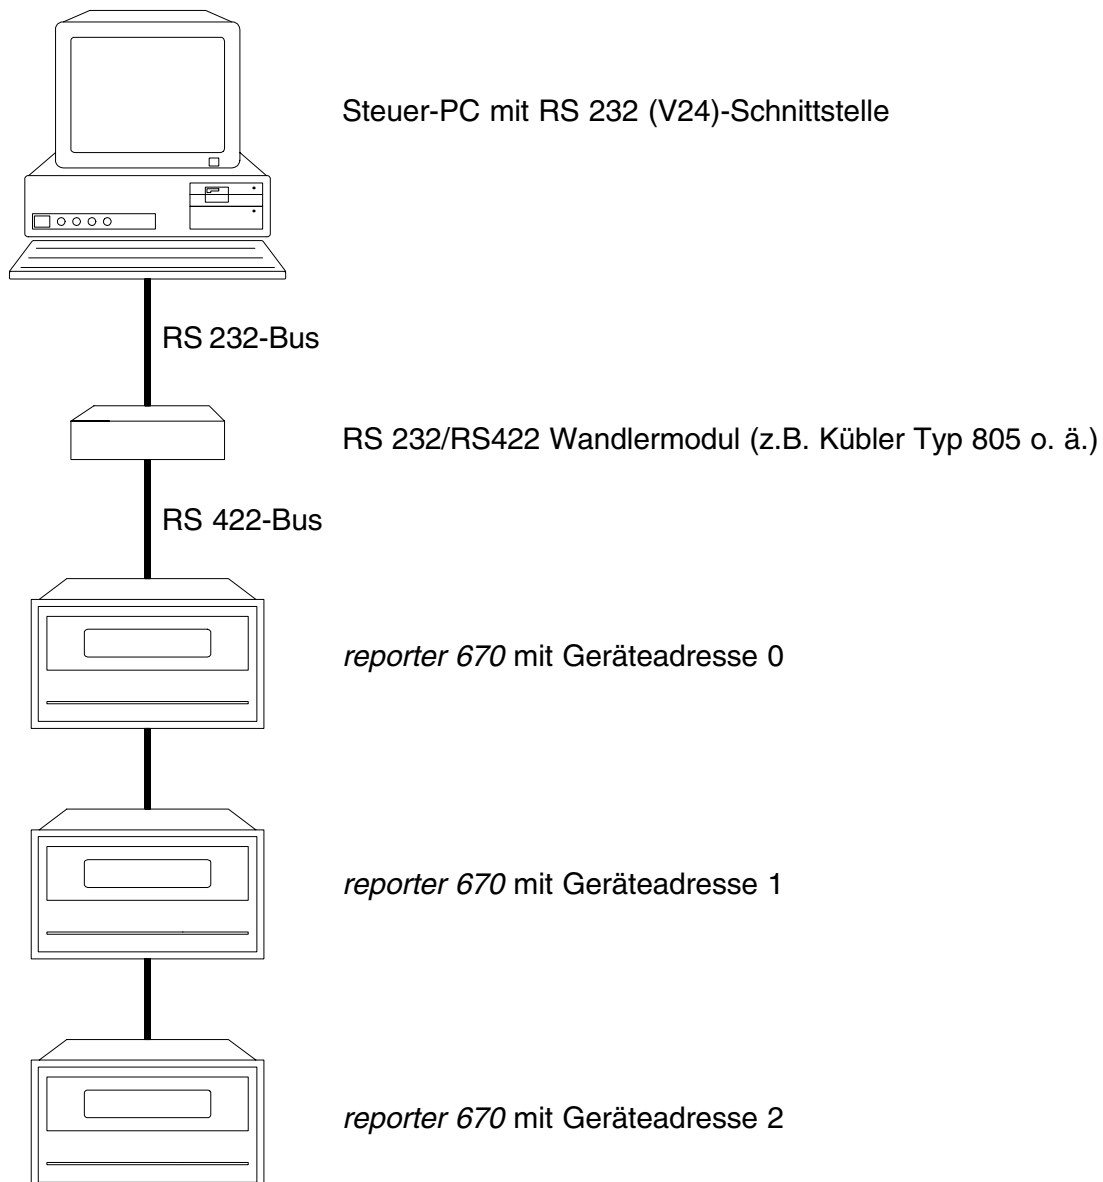 Steuer-PC mit RS 232 (V24)-Schnittstelle
RS 232-Bus
RS 232/RS422 Wandlermodul (z.B. Kübler Typ 805 o. ä.)
RS 422-Bus
reporter 670 mit Geräteadresse 0
reporter 670 mit Geräteadresse 1
reporter 670 mit Geräteadresse 2